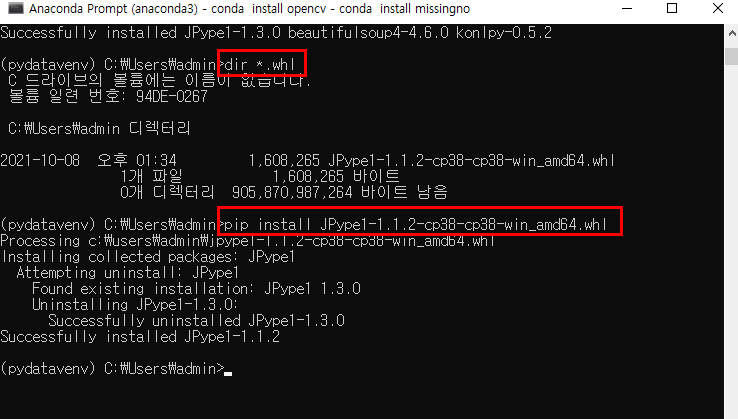 Anaconda Prompt (anaconda3) - conda install opencv - conda install missingno
Successfully installed JPype1-1.3.0 beautifulsoup4-4.6.0 konlpy-0.5.2
(pydatavenv) C:₩Users₩admin>dir *.whl
C 드라이브의 볼륨에는 이름이 없습니다.
볼륨 일련 번호: 94DE-0267
C:₩Users₩admin 디렉터리
2021-10-08 오후 01:34 1,608,265 JPype1-1.1.2-cp38-cp38-win_amd64.whl
1개 파일 1,608,265 바이트
0개 디렉터리 905,870,987,264 바이트 남음
(pydatavenv) C:₩Users₩admin>pip install JPype1-1.1.2-cp38-cp38-win_amd64.whl
Processing c:₩users₩admin₩jpype1-1.1.2-cp38-cp38-win_amd64.whl
Installing collected packages: JPype1
Attempting uninstall: JPype1
Found existing installation: JPype1 1.3.0
Uninstalling JPype1-1.3.0:
Successfully uninstalled JPype1-1.3.0
Successfully installed JPype1-1.1.2
(pydatavenv) C:₩Users₩admin>